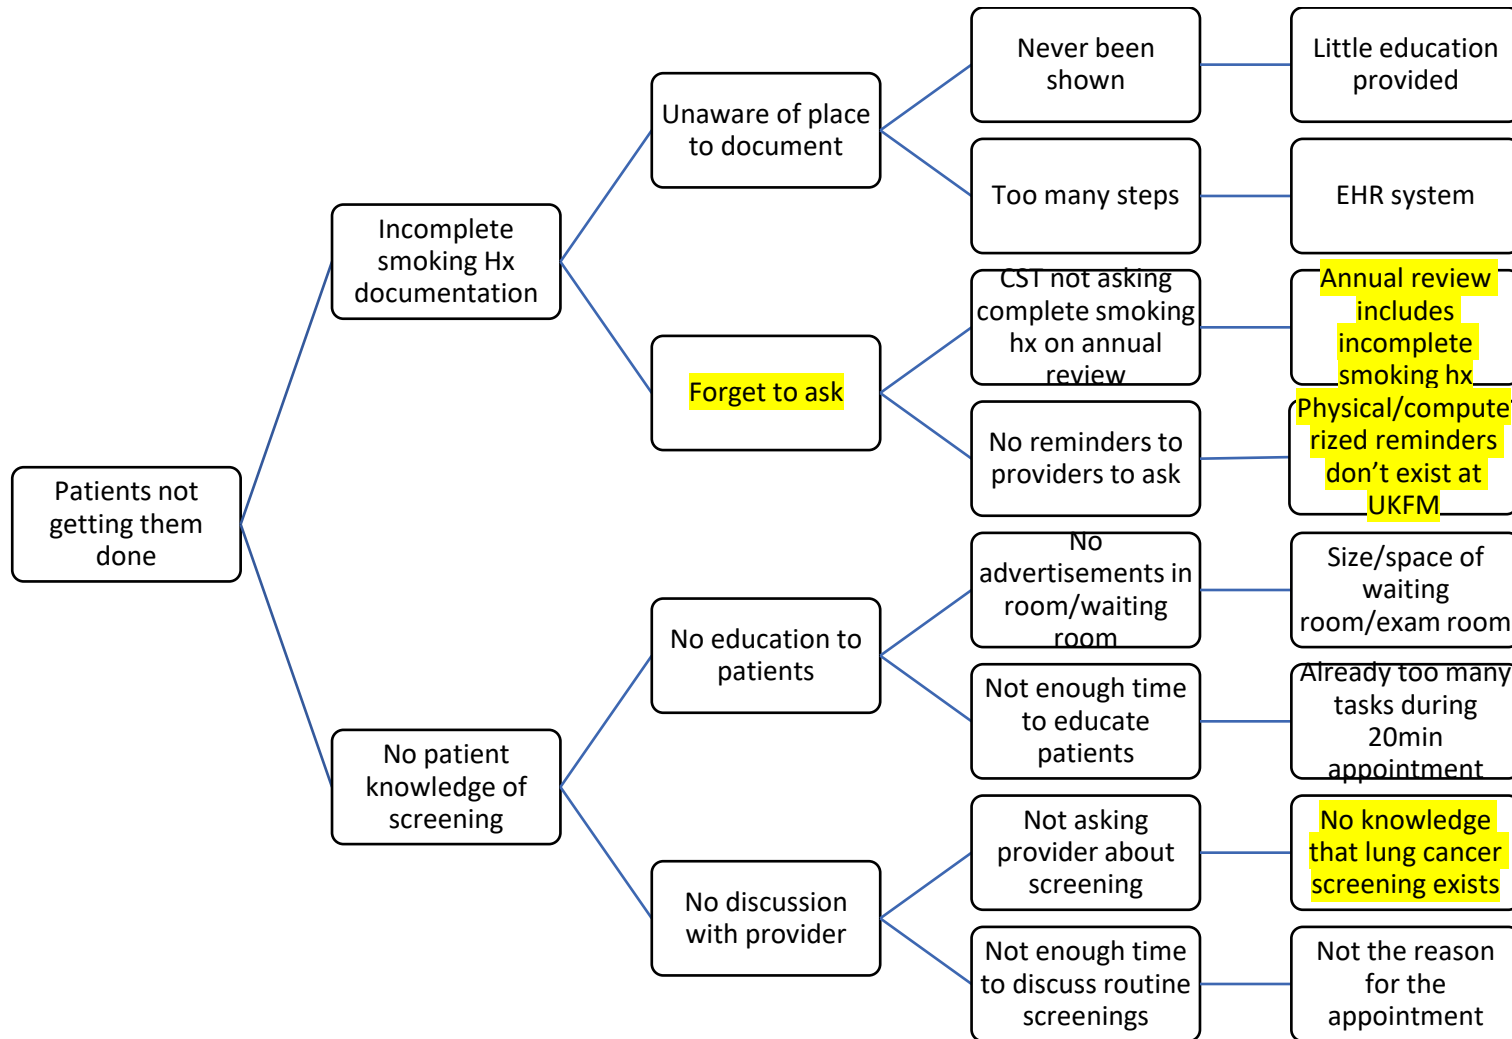 Patients not
getting them
done
Incomplete
smoking Hx
documentation
No patient
knowledge of
screening
Unaware of place
to document
Forget to ask
No education to
patients
No discussion
with provider
Never been
shown
Too many steps
CST not asking
complete smoking
hx on annual
review
No reminders to
providers to ask
No
advertisements in
room/waiting
room
Not enough time
to educate
patients
Not asking
provider about
screening
Not enough time
to discuss routine
screenings
Little education
provided
EHR system
Annual review
includes
incomplete
smoking hx
Physical/compute
rized reminders
don’t exist at
UKFM
Size/space of
waiting
room/exam room
Already too many
tasks during
20min
appointment
No knowledge
that lung cancer
screening exists
Not the reason
for the
appointment